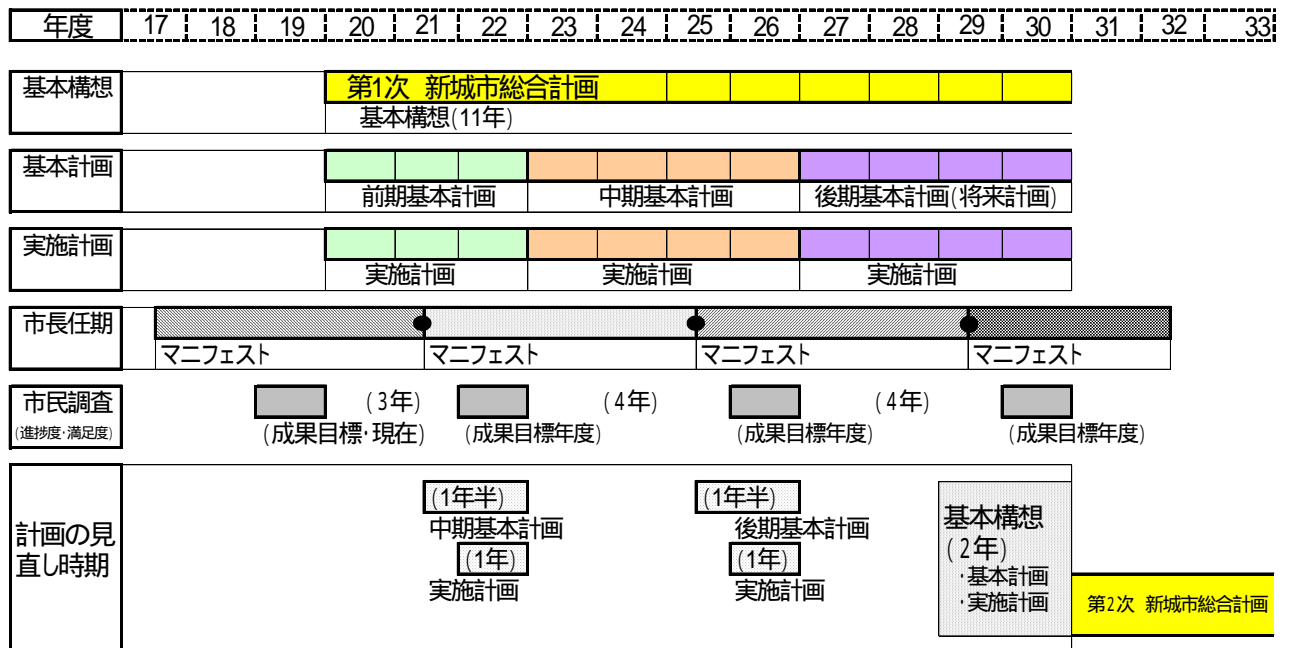 年度 17 18 19 20 21 22 23 24 25 26 27 28 29 30 31 32 33
基本構想
第1次 新城市総合計画
基本構想(11年)
基本計画
前期基本計画 中期基本計画 後期基本計画(将来計画)
実施計画
実施計画 実施計画 実施計画
市長任期
マニフェスト マニフェスト マニフェスト マニフェスト
市民調査
(進捗度・満足度)
(3年) (4年) (4年)
(成果目標・現在) (成果目標年度) (成果目標年度) (成果目標年度)
計画の見
直し時期
(1年半)
中期基本計画
(1年)
実施計画
(1年半)
後期基本計画
(1年)
実施計画
基本構想
(2年)
・基本計画
・実施計画
第2次 新城市総合計画